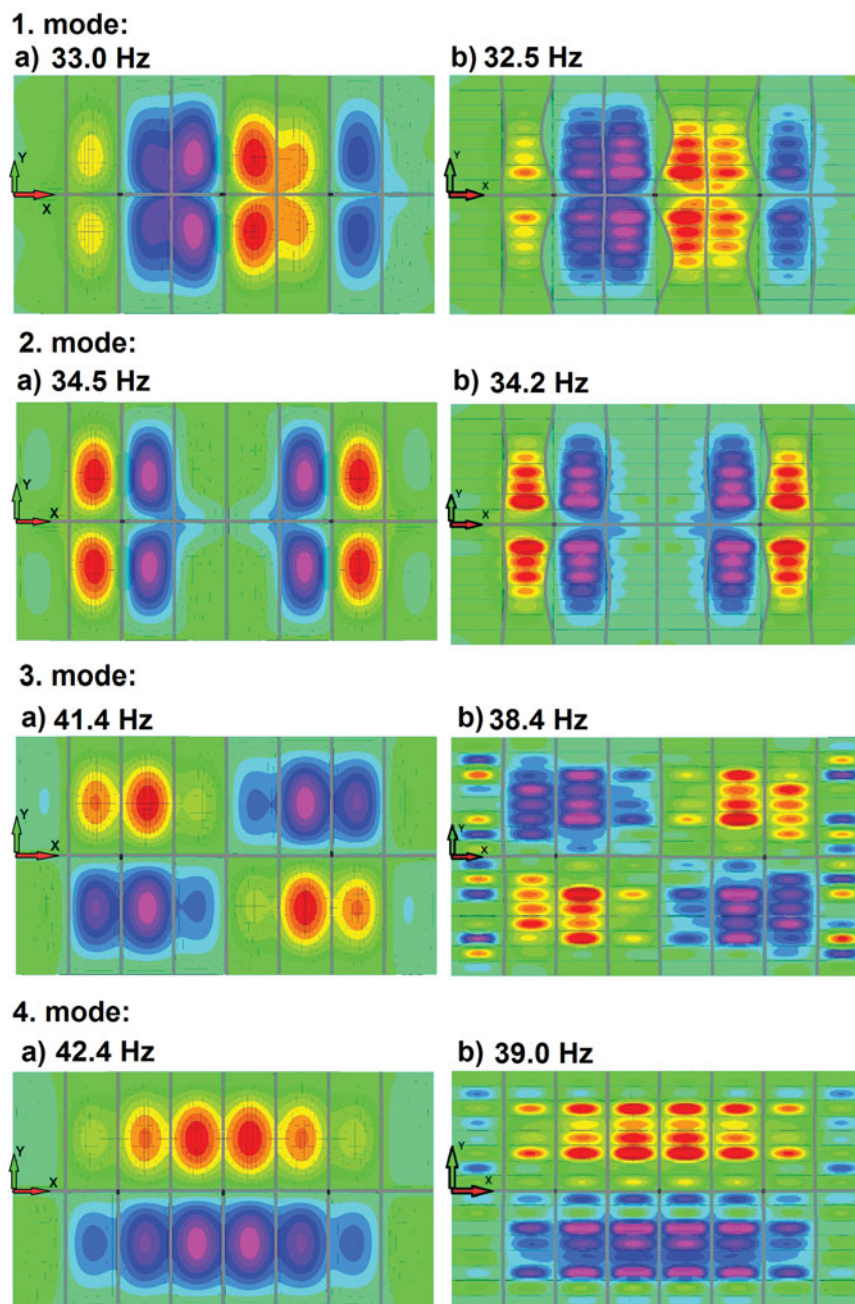 1. mode:
a) 33.0 Hz
b) 32.5 Hz
Y
X
Y
X
2. mode:
a) 34.5 Hz
b) 34.2 Hz
Y
X
Y
X
3. mode:
a) 41.4 Hz
b) 38.4 Hz
Y
X
Y
X
4. mode:
a) 42.4 Hz
b) 39.0 Hz
Y
X
Y
X